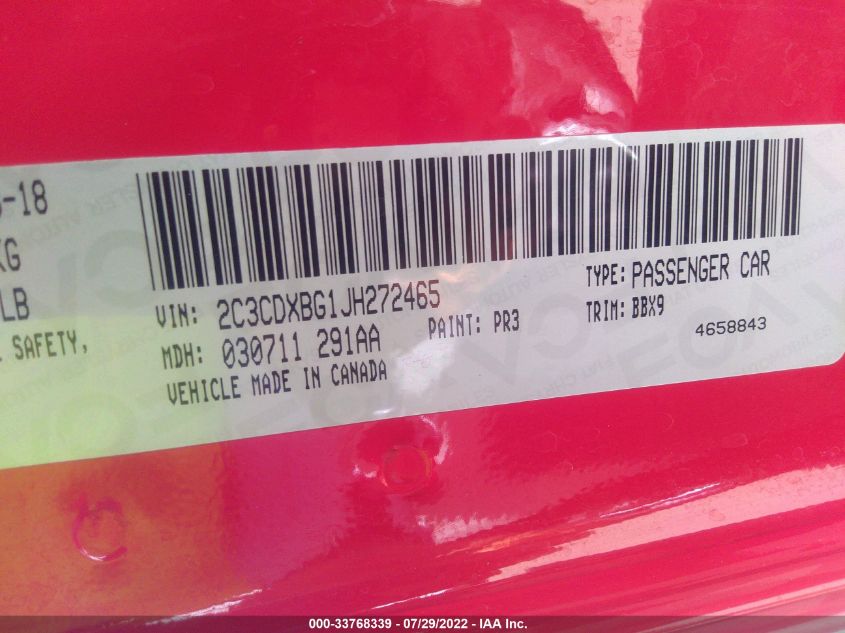 -18
KG
LB
SAFETY,
VIN: 2C3CDXBG1JH272465
TYPE: PASSENGER CAR
MDH: 030711 291AA
PAINT: PR3
TRIM: BBX9
VEHICLE MADE IN CANADA
4658843
000-33768339 - 07/29/2022 - IAA Inc.